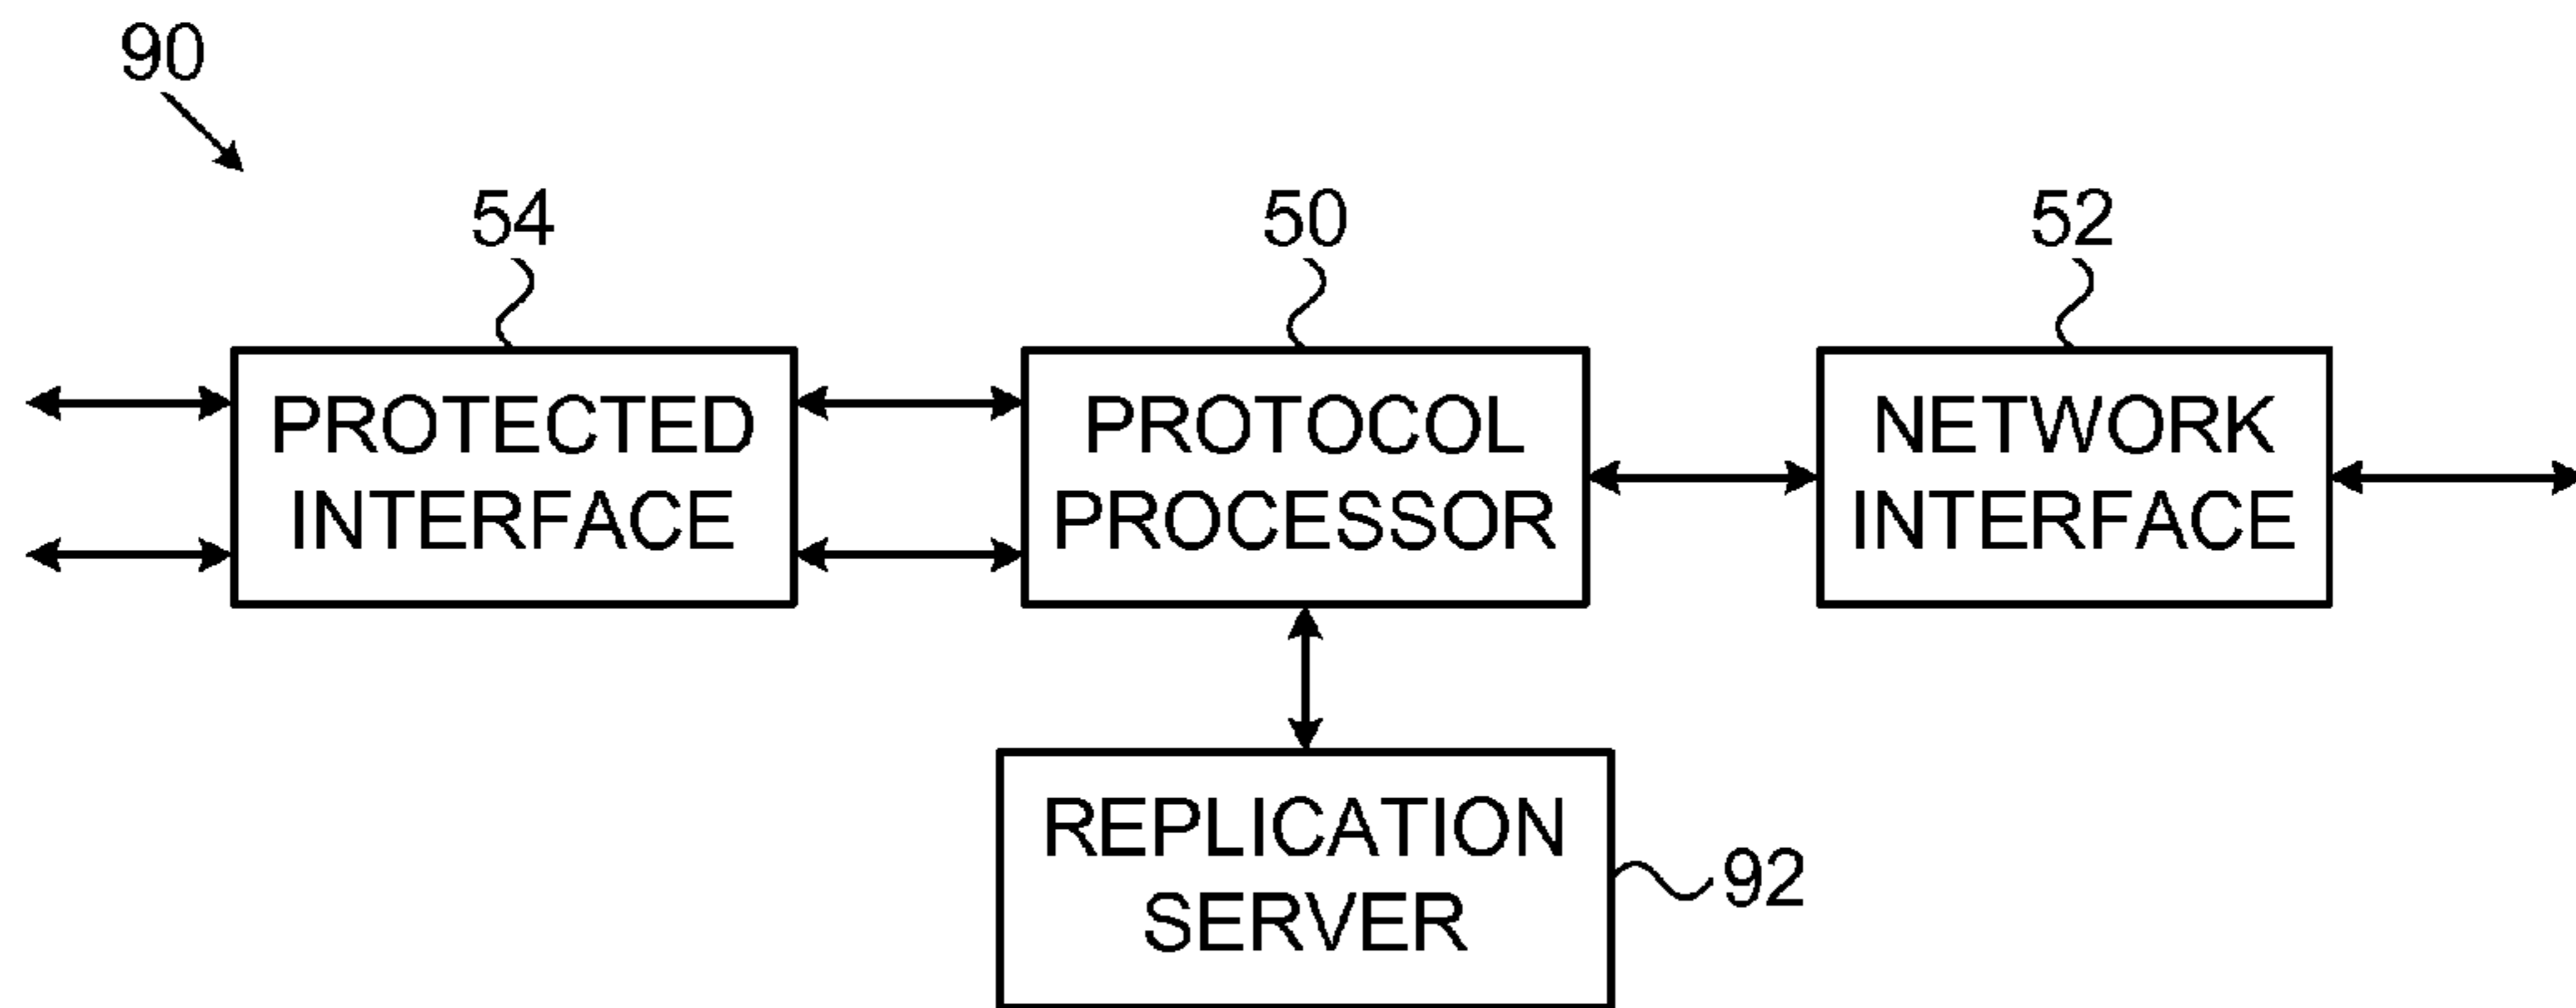 90
54
50
52
PROTECTED
INTERFACE
PROTOCOL
PROCESSOR
NETWORK
INTERFACE
REPLICATION
SERVER
92